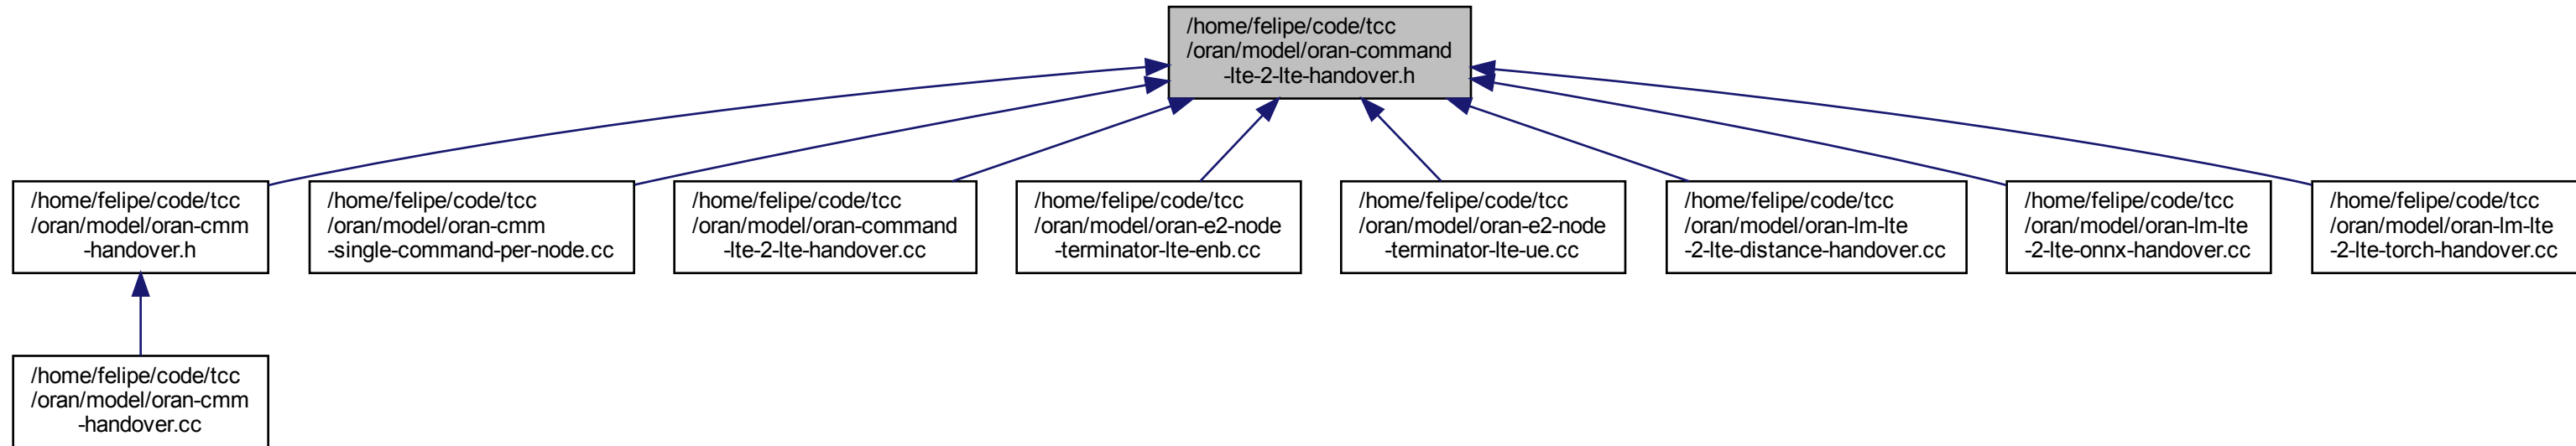 /home/felipe/code/tcc
/oran/model/oran-command
-lte-2-lte-handover.h
/home/felipe/code/tcc
/oran/model/oran-cmm
-handover.h
/home/felipe/code/tcc
/oran/model/oran-cmm
-single-command-per-node.cc
/home/felipe/code/tcc
/oran/model/oran-command
-lte-2-lte-handover.cc
/home/felipe/code/tcc
/oran/model/oran-e2-node
-terminator-lte-enb.cc
/home/felipe/code/tcc
/oran/model/oran-e2-node
-terminator-lte-ue.cc
/home/felipe/code/tcc
/oran/model/oran-lm-lte
-2-lte-distance-handover.cc
/home/felipe/code/tcc
/oran/model/oran-lm-lte
-2-lte-onnx-handover.cc
/home/felipe/code/tcc
/oran/model/oran-lm-lte
-2-lte-torch-handover.cc
/home/felipe/code/tcc
/oran/model/oran-cmm
-handover.cc